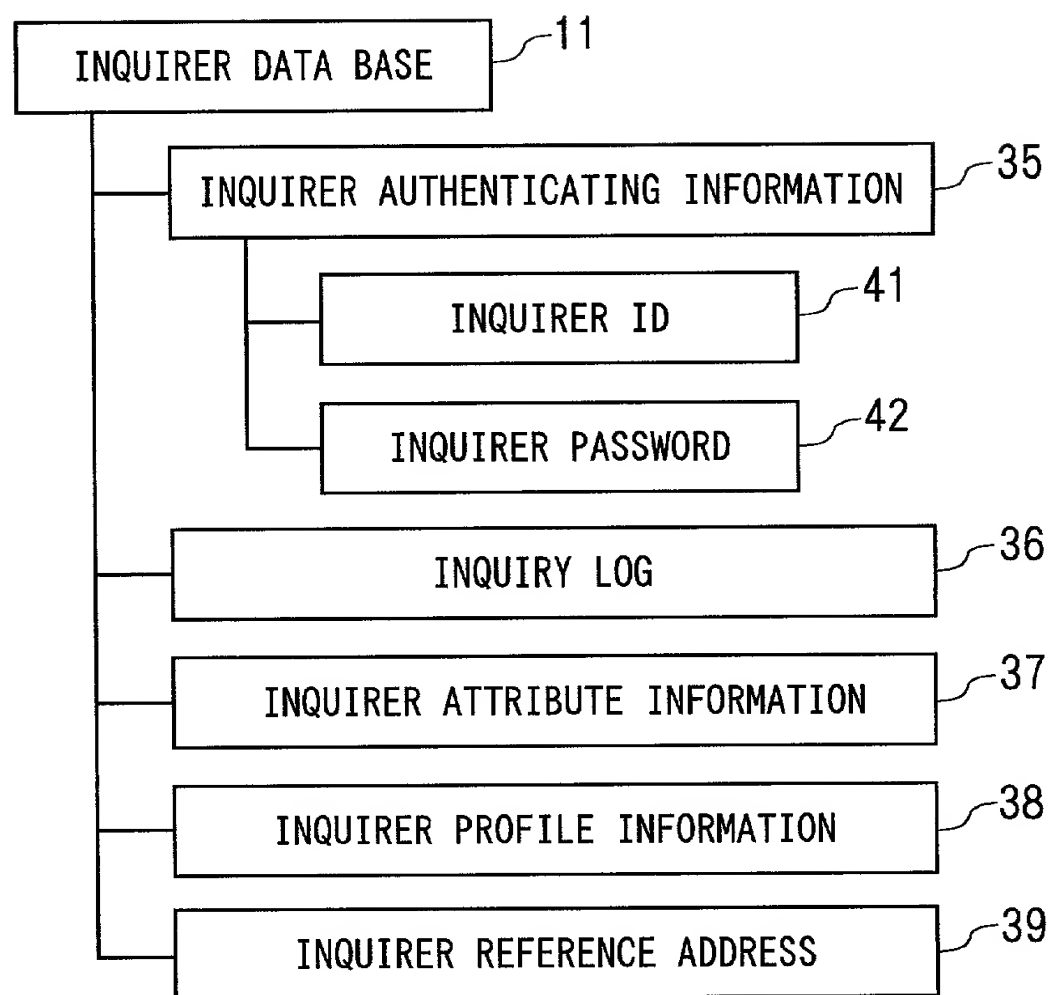 INQUIRER DATA BASE
11
INQUIRER AUTHENTICATING INFORMATION
35
INQUIRER ID
41
INQUIRER PASSWORD
42
INQUIRY LOG
36
INQUIRER ATTRIBUTE INFORMATION
37
INQUIRER PROFILE INFORMATION
38
INQUIRER REFERENCE ADDRESS
39